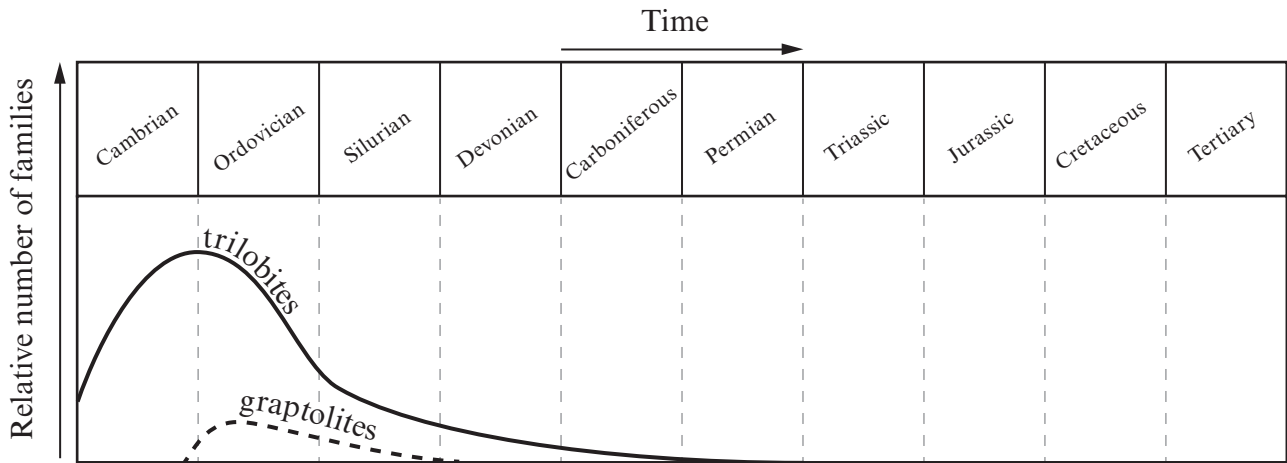 Time
Relative number of families
Cambrian
Ordovician
Silurian
Devonian
Carboniferous
Permian
Triassic
Jurassic
Cretaceous
Tertiary
trilobites
graptolites